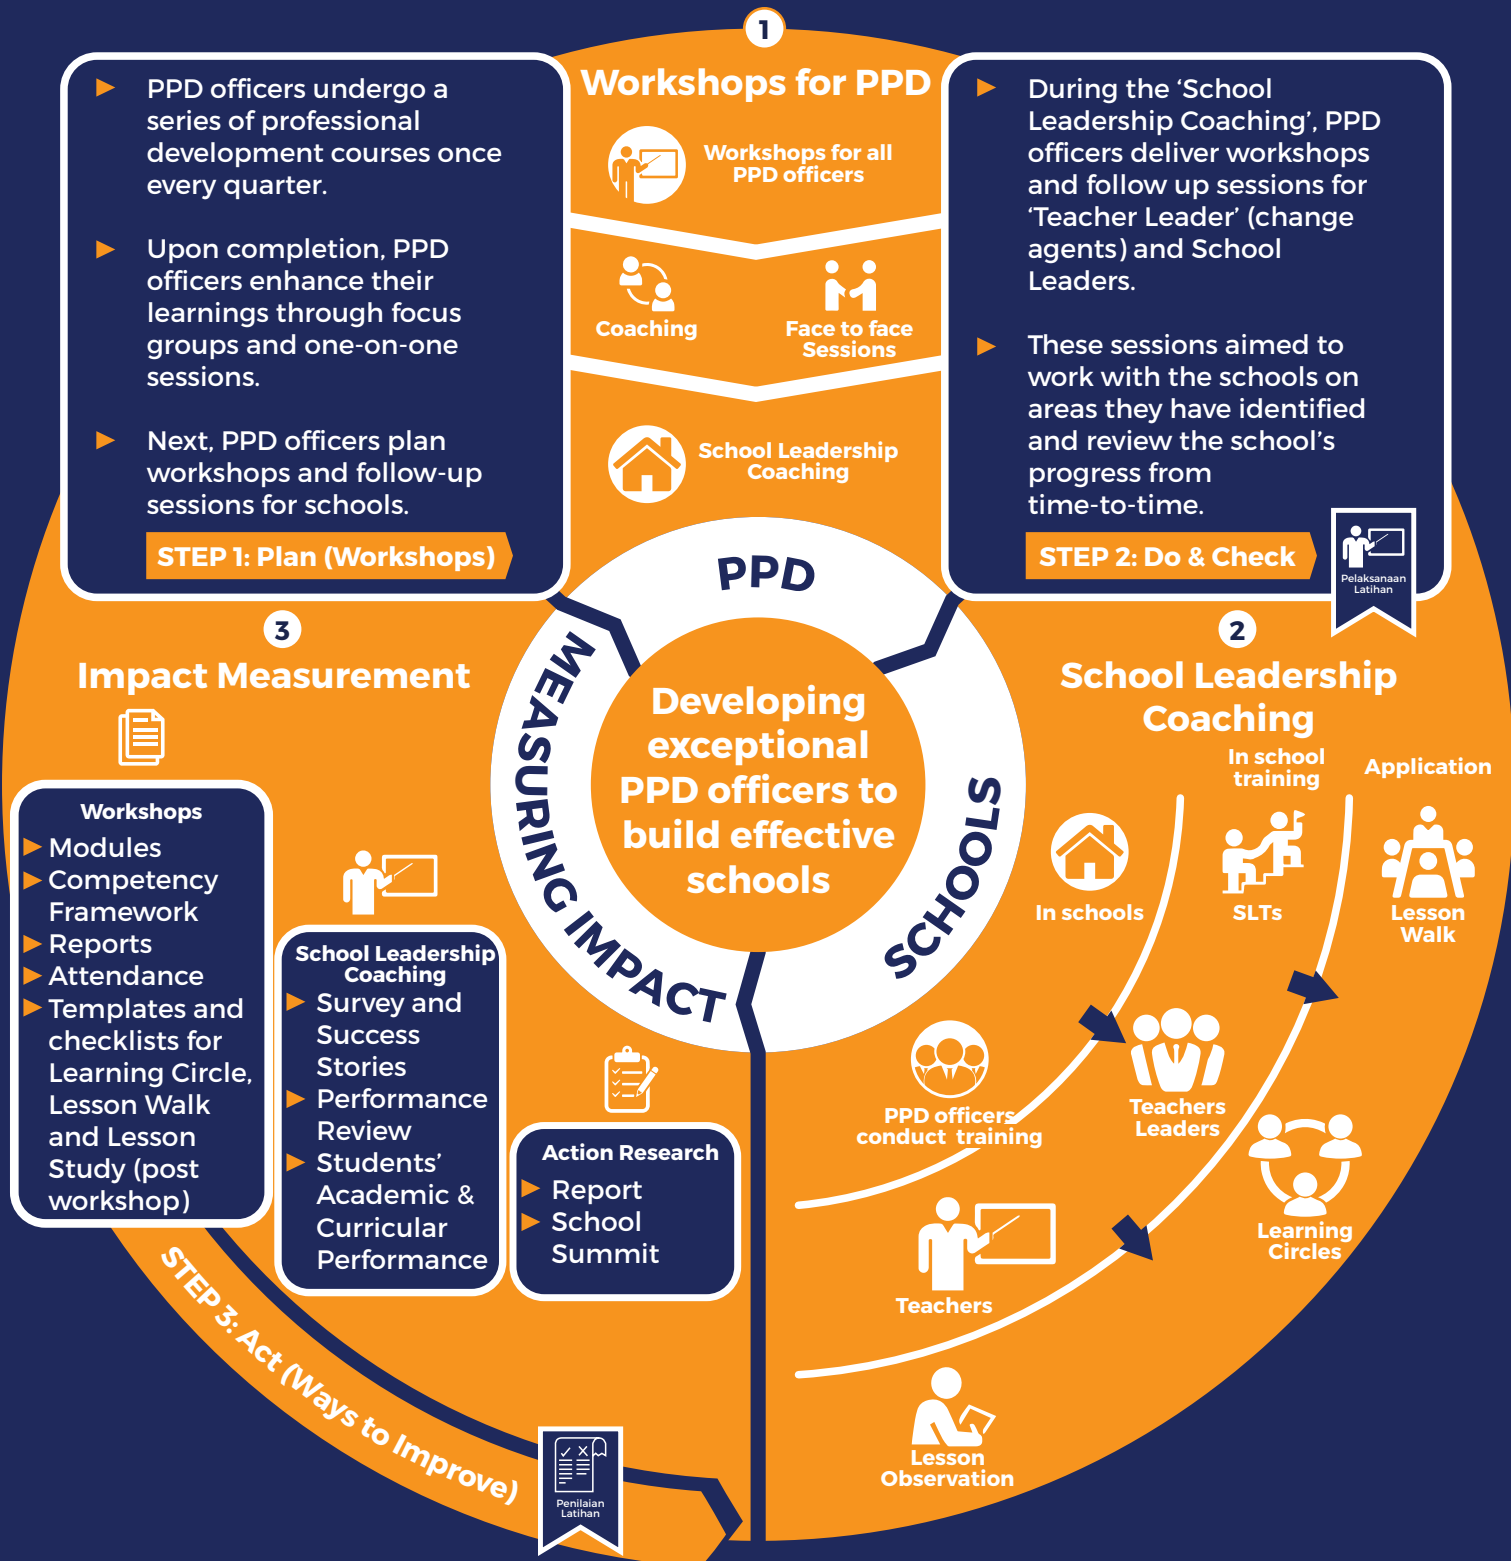 1
Workshops for PPD
Workshops for all
PPD officers
Coaching
Face to face
Sessions
School Leadership
Coaching
PPD officers undergo a
series of professional
development courses once
every quarter.
Upon completion, PPD
officers enhance their
learnings through focus
groups and one-on-one
sessions.
Next, PPD officers plan
workshops and follow-up
sessions for schools.
STEP 1: Plan (Workshops)
During the ‘School
Leadership Coaching’, PPD
officers deliver workshops
and follow up sessions for
‘Teacher Leader’ (change
agents) and School
Leaders.
These sessions aimed to
work with the schools on
areas they have identified
and review the school’s
progress from
time-to-time.
STEP 2: Do & Check
Pelaksanaan
Latihan
PPD
SCHOOLS
MEASURING IMPACT
Developing
exceptional
PPD officers to
build effective
schools
2
School Leadership
Coaching
In school
training
Application
In schools
SLTs
Lesson
Walk
PPD officers
conduct training
Teachers
Leaders
Learning
Circles
Teachers
Lesson
Observation
3
Impact Measurement
Workshops
Modules
Competency
Framework
Reports
Attendance
Templates and
checklists for
Learning Circle,
Lesson Walk
and Lesson
Study (post
workshop)
School Leadership
Coaching
Survey and
Success
Stories
Performance
Review
Students’
Academic &
Curricular
Performance
Action Research
Report
School
Summit
STEP 3: Act (Ways to Improve)
Penilaian
Latihan